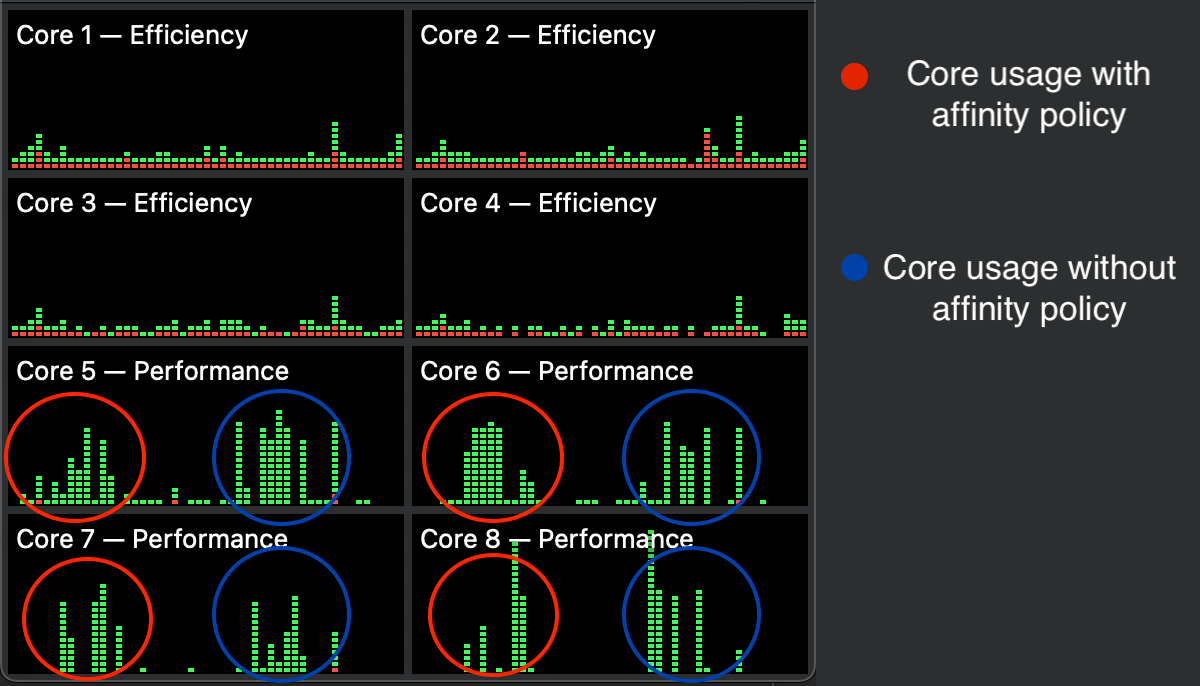 Core 1 — Efficiency
Core 2 — Efficiency
Core 3 — Efficiency
Core 4 — Efficiency
Core 5 — Performance
Core 6 — Performance
Core 7 — Performance
Core 8 — Performance
Core usage with
affinity policy
Core usage without
affinity policy